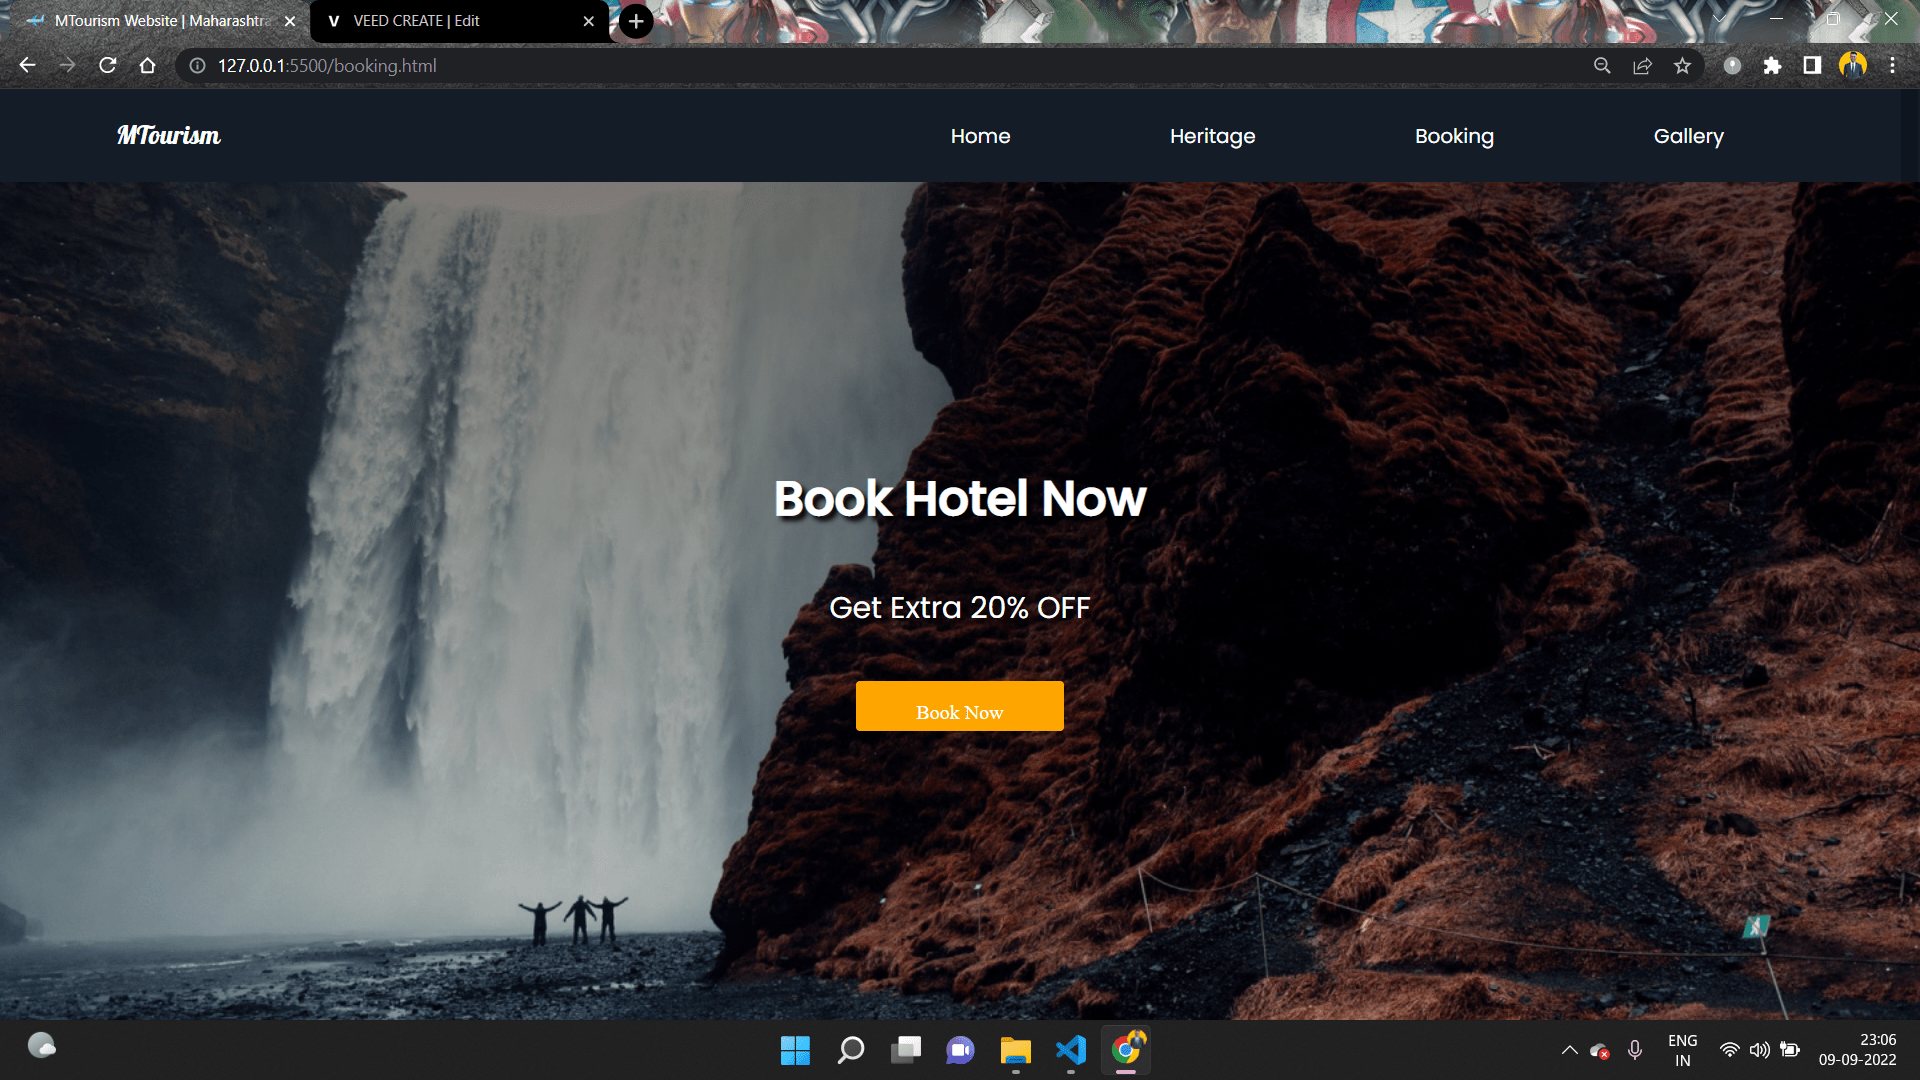 MTourism Website | Maharashtra
V VEED CREATE | Edit
127.0.0.1:5500/booking.html
MTourism
Home
Heritage
Booking
Gallery
Book Hotel Now
Get Extra 20% OFF
Book Now
ENG
IN
23:06
09-09-2022